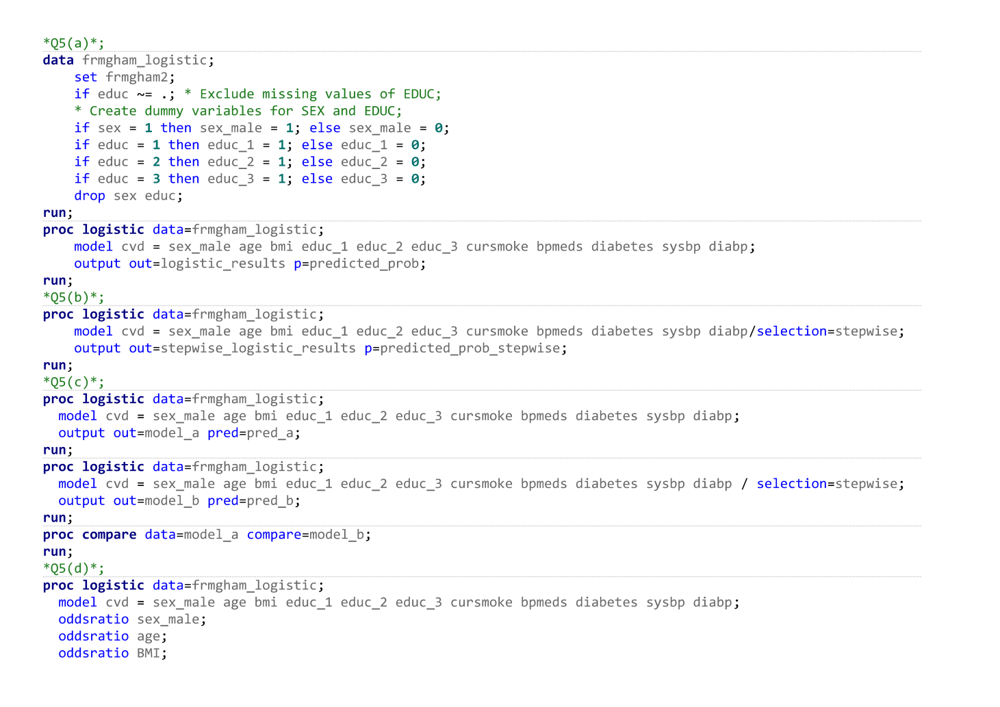 *Q5(a)*;
data frmgham_logistic;
    set frmgham2;
    if educ ~= .; * Exclude missing values of EDUC;
    * Create dummy variables for SEX and EDUC;
    if sex = 1 then sex_male = 1; else sex_male = 0;
    if educ = 1 then educ_1 = 1; else educ_1 = 0;
    if educ = 2 then educ_2 = 1; else educ_2 = 0;
    if educ = 3 then educ_3 = 1; else educ_3 = 0;
    drop sex educ;
run;
proc logistic data=frmgham_logistic;
    model cvd = sex_male age bmi educ_1 educ_2 educ_3 cursmoke bpmeds diabetes sysbp diabp;
    output out=logistic_results p=predicted_prob;
run;
*Q5(b)*;
proc logistic data=frmgham_logistic;
    model cvd = sex_male age bmi educ_1 educ_2 educ_3 cursmoke bpmeds diabetes sysbp diabp/selection=stepwise;
    output out=stepwise_logistic_results p=predicted_prob_stepwise;
run;
*Q5(c)*;
proc logistic data=frmgham_logistic;
  model cvd = sex_male age bmi educ_1 educ_2 educ_3 cursmoke bpmeds diabetes sysbp diabp;
  output out=model_a pred=pred_a;
run;
proc logistic data=frmgham_logistic;
  model cvd = sex_male age bmi educ_1 educ_2 educ_3 cursmoke bpmeds diabetes sysbp diabp / selection=stepwise;
  output out=model_b pred=pred_b;
run;
proc compare data=model_a compare=model_b;
run;
*Q5(d)*;
proc logistic data=frmgham_logistic;
  model cvd = sex_male age bmi educ_1 educ_2 educ_3 cursmoke bpmeds diabetes sysbp diabp;
  oddsratio sex_male;
  oddsratio age;
  oddsratio BMI;